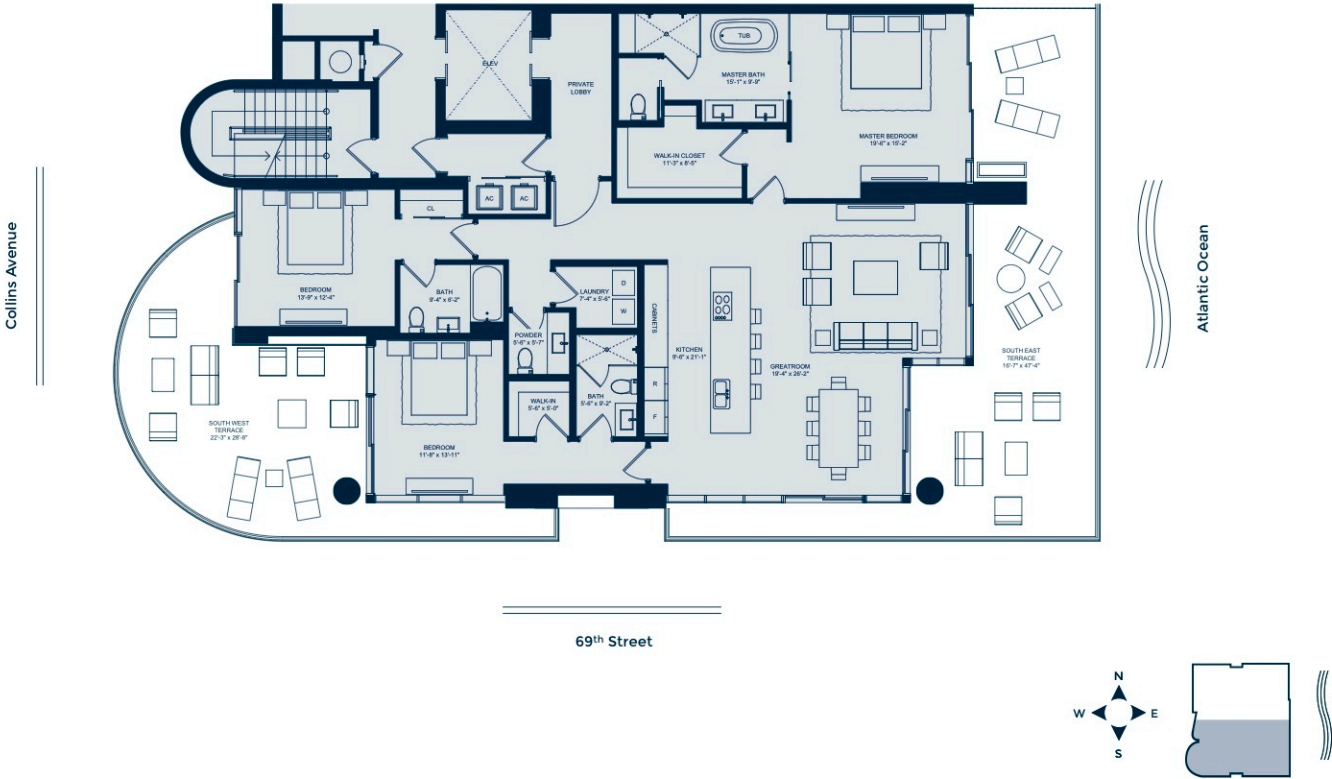 TUB
ELEV
MASTER BATH
15'-1" x 9'-9"
PRIVATE
LOBBY
MASTER BEDROOM
19'-6" x 15'-2"
WALK-IN CLOSET
11'-3" x 8'-5"
AC
AC
CL
Collins Avenue
Atlantic Ocean
BEDROOM
13'-9" x 12'-4"
BATH
9'-4" x 6'-2"
LAUNDRY
7'-4" x 5'-6"
D
W
CABINETS
POWDER
5'-6" x 5'-7"
KITCHEN
9'-6" x 21'-1"
SOUTH EAST
TERRACE
16'-7" x 47'-4"
GREATROOM
19'-4" x 26'-2"
R
F
WALK-IN
5'-6" x 5'-0"
BATH
5'-6" x 9'-2"
SOUTH WEST
TERRACE
BEDROOM
11'-8" x 13'-11"
69th Street
N
W
E
S